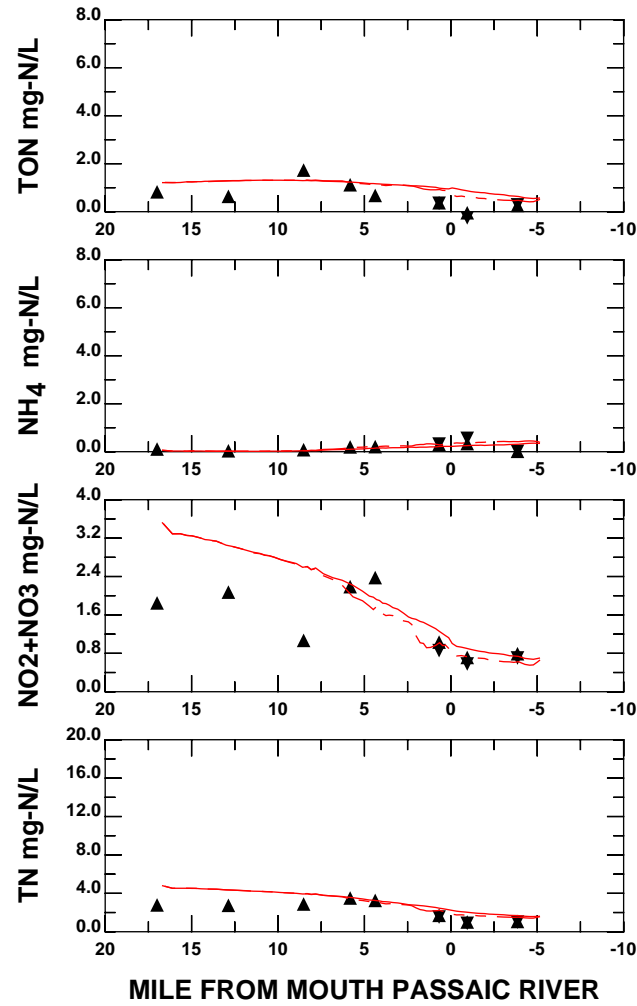 TON mg-N/L
8.0
6.0
4.0
2.0
0.0
20 15 10 5 0 -5 -10
NH4 mg-N/L
8.0
6.0
4.0
2.0
0.0
20 15 10 5 0 -5 -10
NO2+NO3 mg-N/L
4.0
3.2
2.4
1.6
0.8
0.0
20 15 10 5 0 -5 -10
TN mg-N/L
20.0
16.0
12.0
8.0
4.0
0.0
20 15 10 5 0 -5 -10
MILE FROM MOUTH PASSAIC RIVER